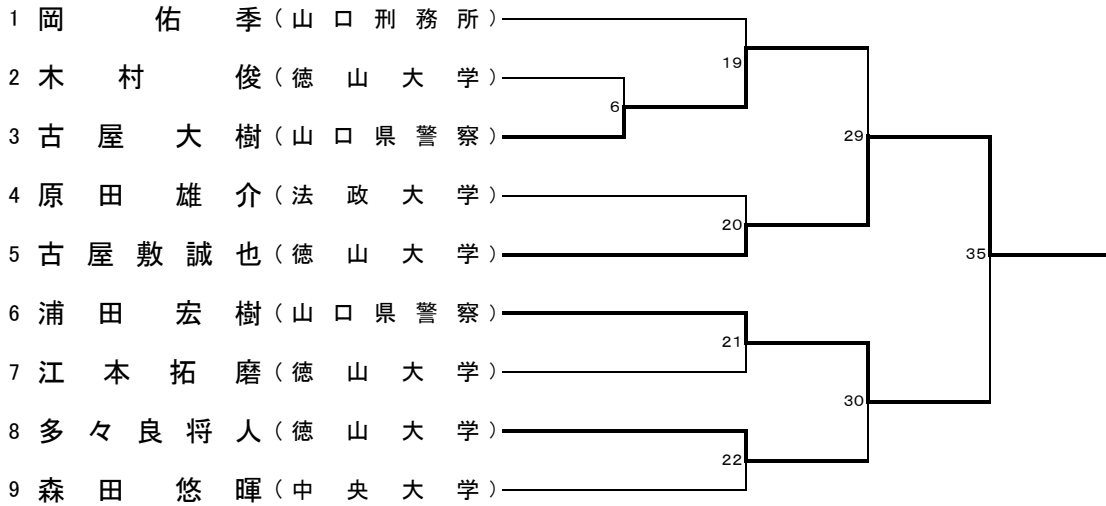 1 岡 佑 季 (山 口 刑 務 所)
19
2 木 村 俊 (徳 山 大 学)
6
3 古 屋 大 樹 (山 口 県 警 察)
29
4 原 田 雄 介 (法 政 大 学)
20
5 古 屋 敷 誠 也 (徳 山 大 学)
35
6 浦 田 宏 樹 (山 口 県 警 察)
21
7 江 本 拓 磨 (徳 山 大 学)
30
8 多 々 良 将 人 (徳 山 大 学)
22
9 森 田 悠 暉 (中 央 大 学)